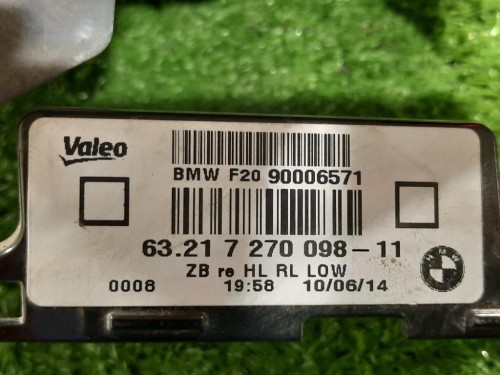 Valeo
BMW F20 90006571
63.21 7 270 098-11
ZB re HL RL LOW
0008 19:58 10/06/14
BMW